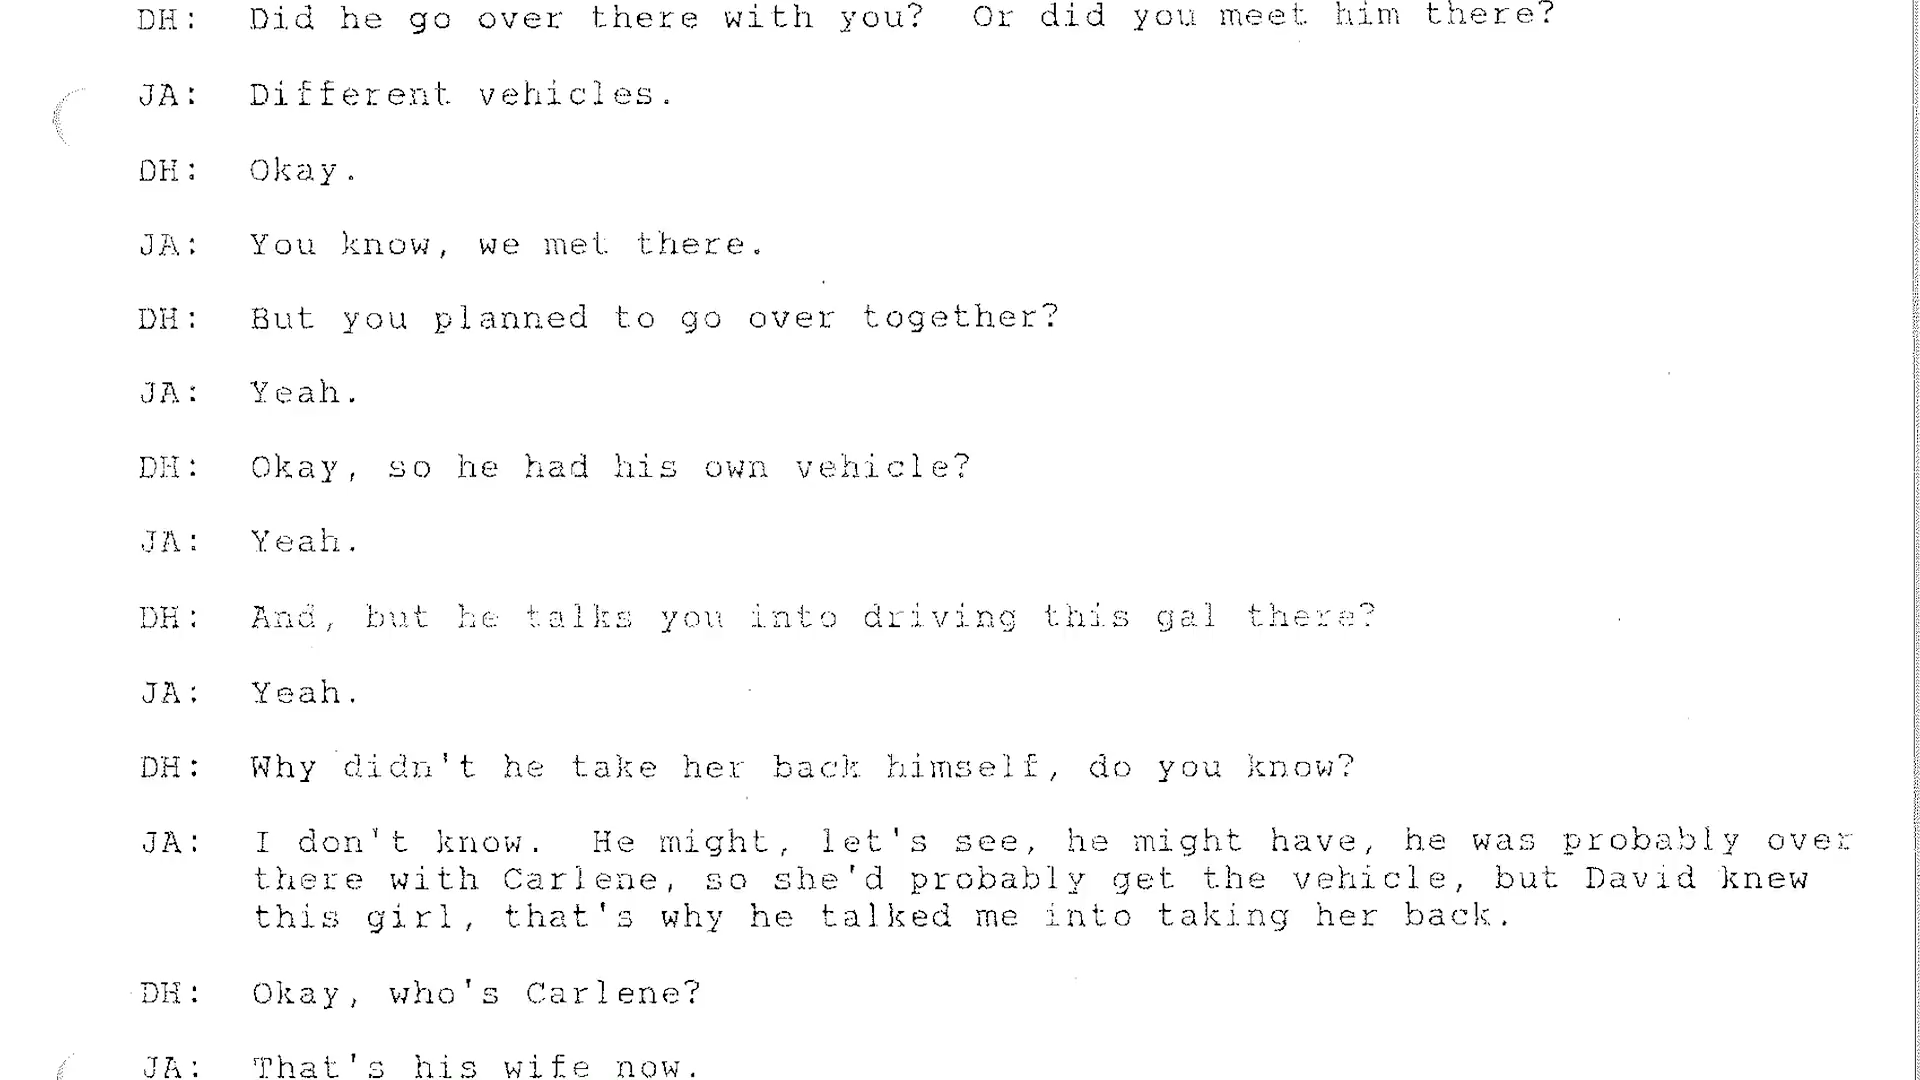 DH: Did he go over there with you? Or did you meet him there?
JA: Different vehicles.
DH: Okay.
JA: You know, we met there.
DH: But you planned to go over together?
JA: Yeah.
DH: Okay, so he had his own vehicle?
JA: Yeah.
DH: And, but he talks you into driving this gal there?
JA: Yeah.
DH: Why didn't he take her back himself, do you know?
JA: I don't know. He might, let's see, he might have, he was probably over
there with Carlene, so she'd probably get the vehicle, but David knew
this girl, that's why he talked me into taking her back.
DH: Okay, who's Carlene?
JA: That's his wife now.